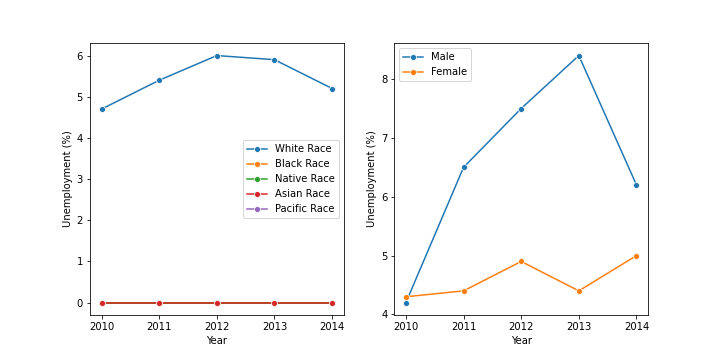 6
5
4
3
2
1
0
Unemployment (%)
2010 2011 2012 2013 2014
Year
White Race
Black Race
Native Race
Asian Race
Pacific Race
8
7
6
5
4
Unemployment (%)
2010 2011 2012 2013 2014
Year
Male
Female